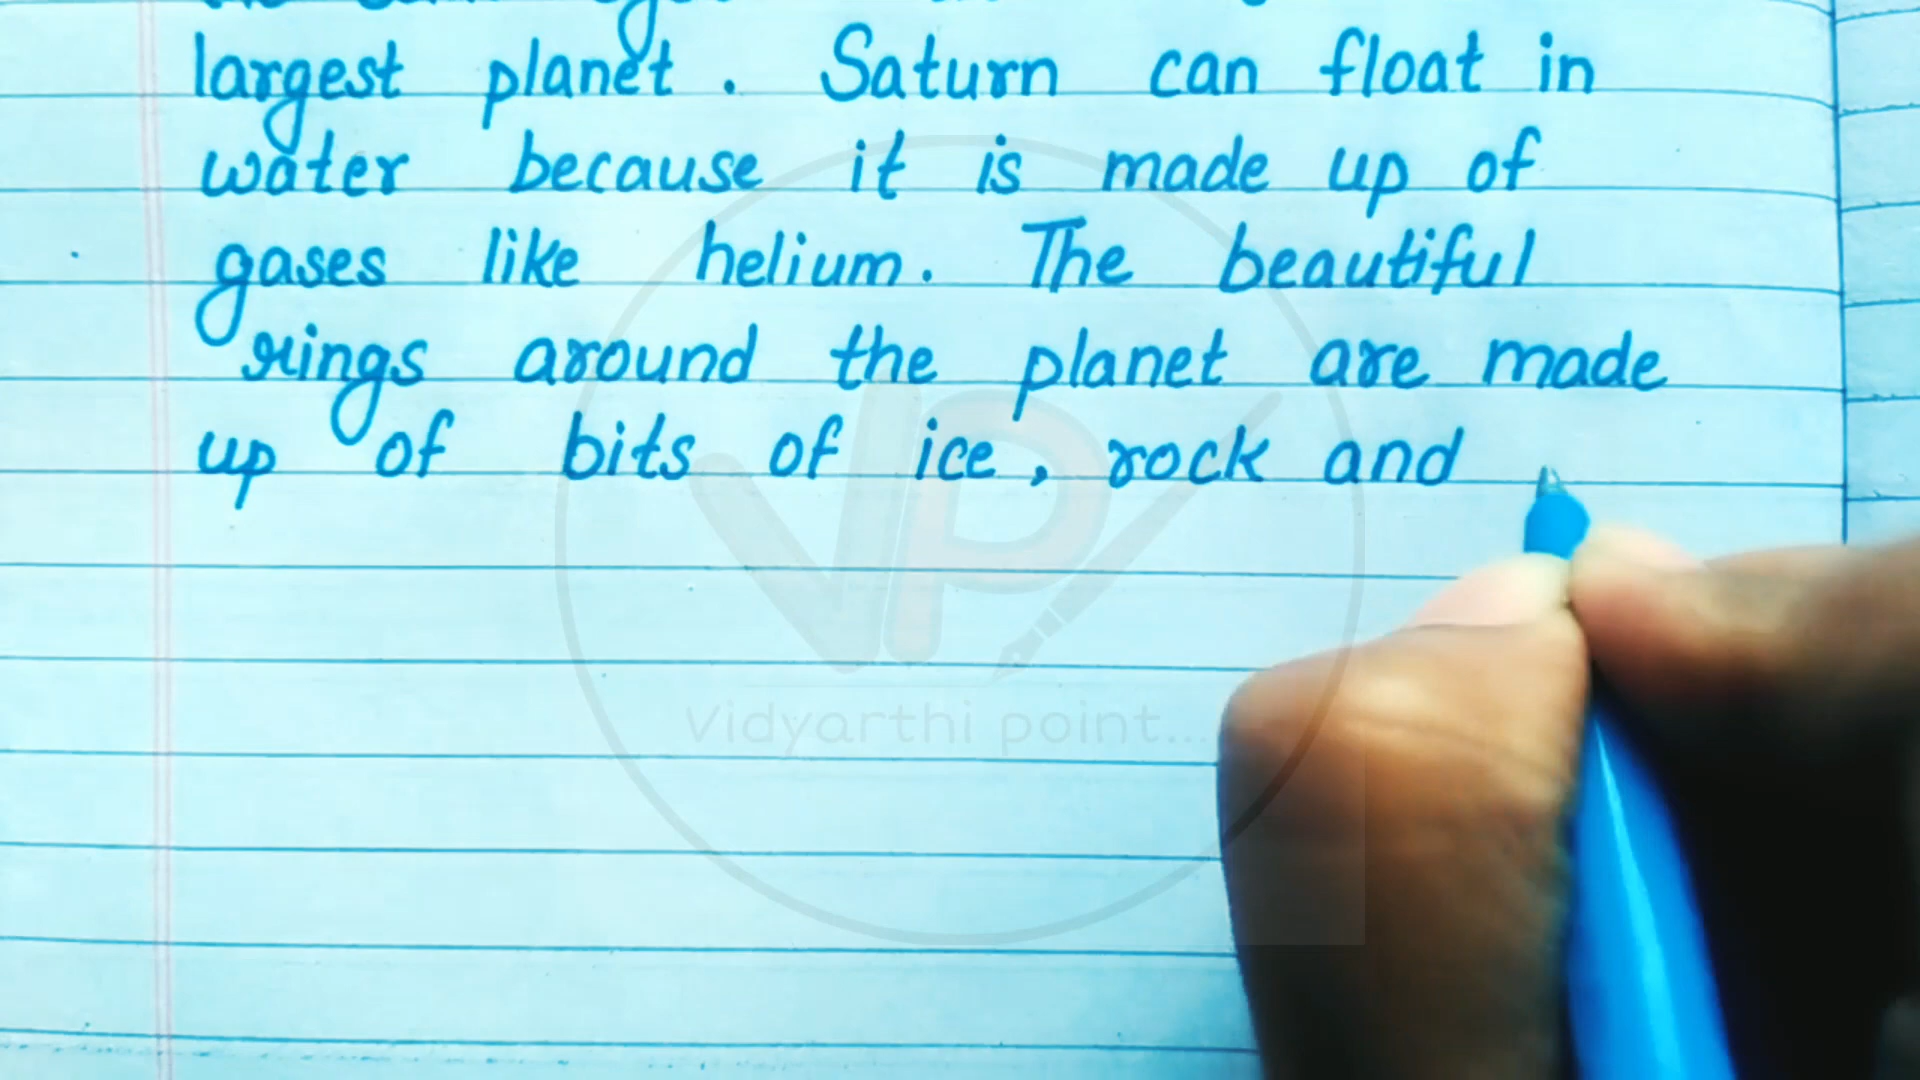 largest planet. Saturn can float in
water because it is made up of
gases like helium. The beautiful
rings around the planet are made
up of bits of ice, rock and
VP
Vidyarthi point...